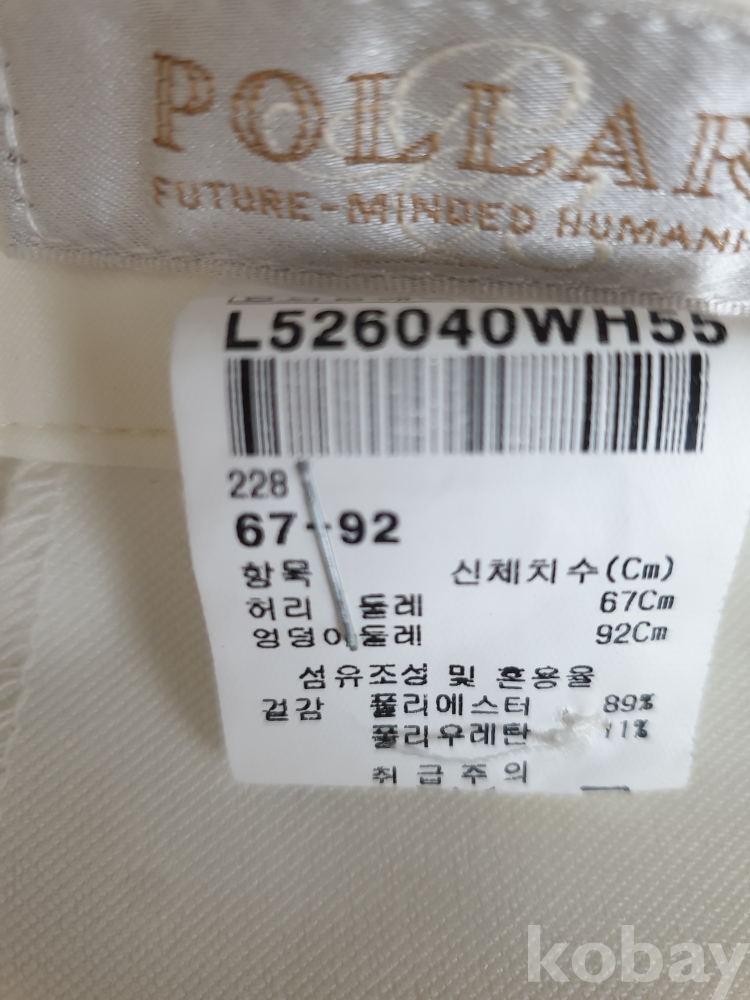 POLLAR
FUTURE-MINDED HUMAN
L526040WH55
228
67-92
항목 신체치수(Cm)
허리 둘레 67Cm
엉덩이둘레 92Cm
섬유조성 및 혼용율
겉감 폴리에스터 89%
폴리우레탄 11%
취급주의
kobay